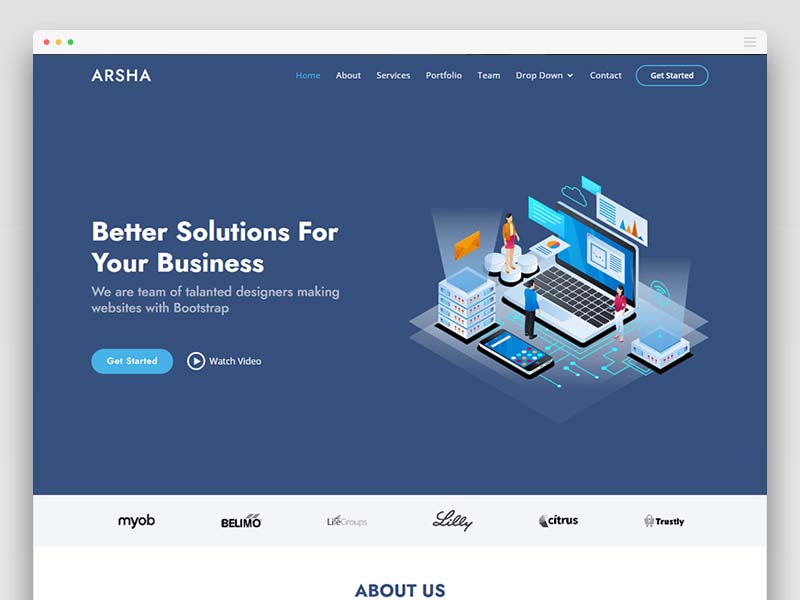 ARSHA
Home About Services Portfolio Team Drop Down Contact Get Started
Better Solutions For
Your Business
We are team of talanted designers making
websites with Bootstrap
Get Started Watch Video
myob BELIMO LifeGroups Lilly citrus Trustly
ABOUT US